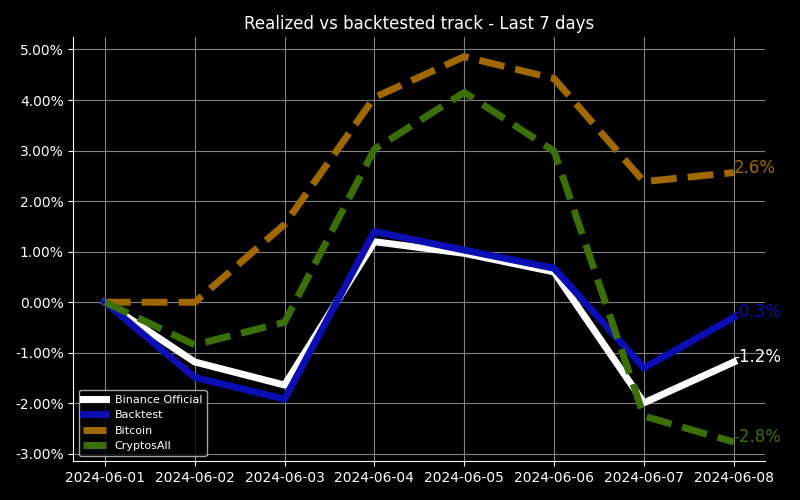 Realized vs backtested track - Last 7 days
5.00%
4.00%
3.00%
2.00%
1.00%
0.00%
-1.00%
-2.00%
-3.00%
2.6%
-0.3%
-1.2%
-2.8%
Binance Official
Backtest
Bitcoin
CryptosAll
2024-06-01 2024-06-02 2024-06-03 2024-06-04 2024-06-05 2024-06-06 2024-06-07 2024-06-08